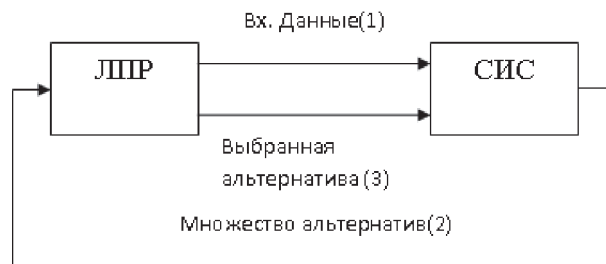 Вх. Данные(1)
ЛПР
СИС
Выбранная
альтернатива (3)
Множество альтернатив(2)